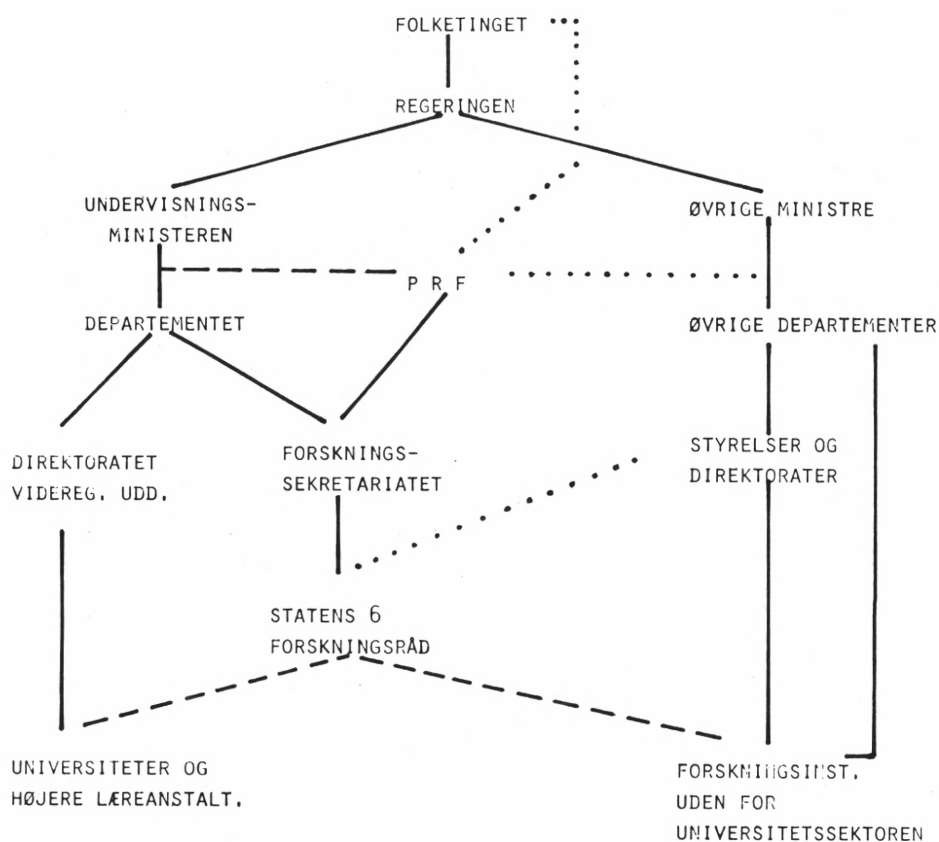 FOLKETINGET
REGERINGEN
UNDERVISNINGS-
MINISTEREN
ØVRIGE MINISTRE
P R F
DEPARTEMENTET
ØVRIGE DEPARTEMENTER
DIREKTORATET
VIDEREG. UDD.
FORSKNINGS-
SEKRETARIATET
STYRELSER OG
DIREKTORATER
STATENS 6
FORSKNINGSRÅD
UNIVERSITETER OG
HØJERE LÆREANSTALT.
FORSKNINGSINST.
UDEN FOR
UNIVERSITETSSEKTOREN